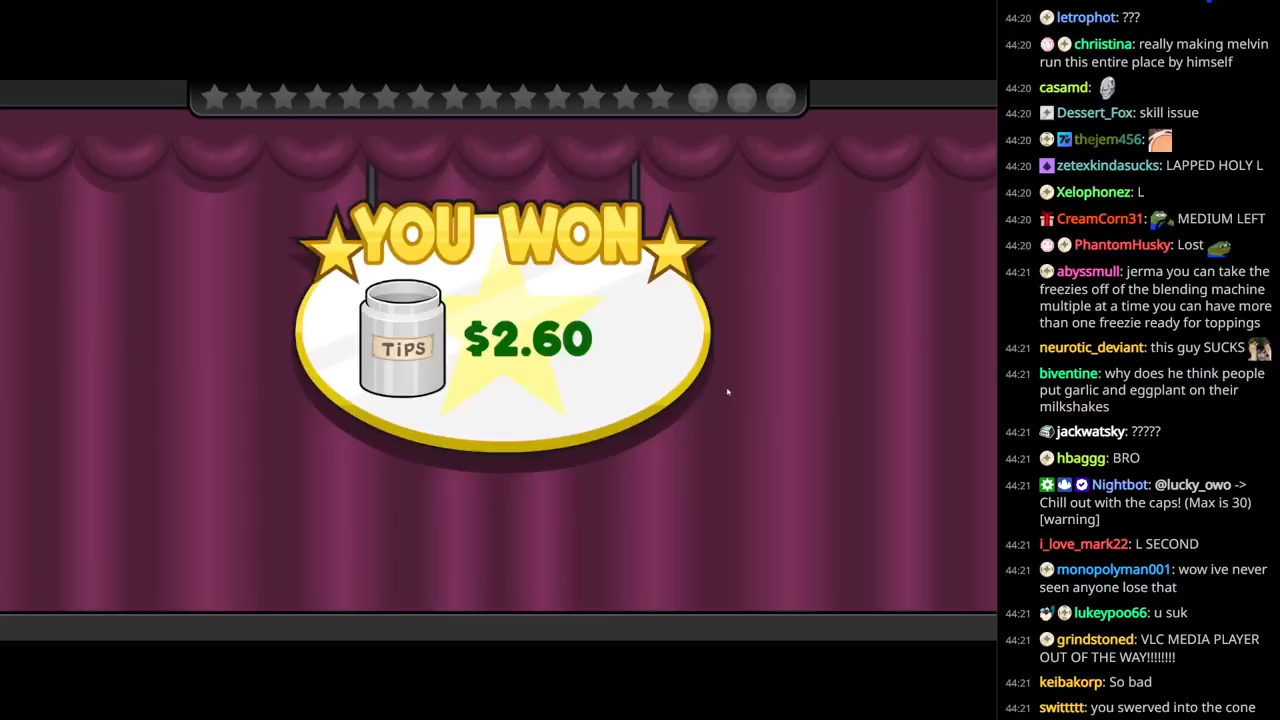 YOU WON
TiPS
$2.60
44:20 letrophot: ???
44:20 chriistina: really making melvin
run this entire place by himself
casamd:
44:20 Dessert_Fox: skill issue
44:20 thejem456:
44:20 zetexkindasucks: LAPPED HOLY L
44:20 Xelophonez: L
44:20 CreamCorn31: MEDIUM LEFT
44:20 PhantomHusky: Lost
44:21 abyssmull: jerma you can take the
freezies off of the blending machine
multiple at a time you can have more
than one freezie ready for toppings
44:21 neurotic_deviant: this guy SUCKS
44:21 biventine: why does he think people
put garlic and eggplant on their
milkshakes
44:21 jackwatsky: ?????
44:21 hbaggg: BRO
44:21 Nightbot: @lucky_owo ->
Chill out with the caps! (Max is 30)
[warning]
44:21 i_love_mark22: L SECOND
44:21 monopolyman001: wow ive never
seen anyone lose that
44:21 lukeypoo66: u suk
44:21 grindstoned: VLC MEDIA PLAYER
OUT OF THE WAY!!!!!!!!
44:21 keibakorp: So bad
44:21 swittttt: you swerved into the cone